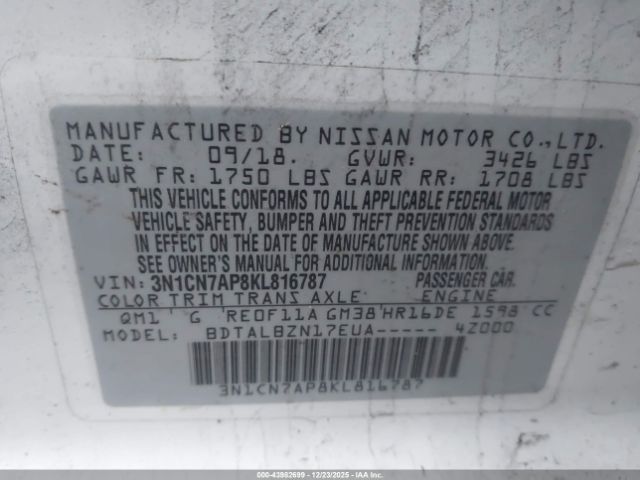 MANUFACTURED BY NISSAN MOTOR CO.,LTD.
DATE: 09/18. GVWR: 3426 LBS
GAWR FR: 1750 LBS GAWR RR: 1708 LBS
THIS VEHICLE CONFORMS TO ALL APPLICABLE FEDERAL MOTOR
VEHICLE SAFETY, BUMPER AND THEFT PREVENTION STANDARDS
IN EFFECT ON THE DATE OF MANUFACTURE SHOWN ABOVE.
SEE OWNER'S MANUAL FOR ADDITIONAL INFORMATION.
VIN: 3N1CN7AP8KL816787 PASSENGER CAR.
COLOR TRIM TRANS AXLE ENGINE
QM1 G RE0F11A GM38 HR16DE 1598 CC
MODEL: BDTALBZN17EUA----- 4Z000
3N1CN7AP8KL816787
000-43982699 | 12/23/2025 | IAA, Inc.